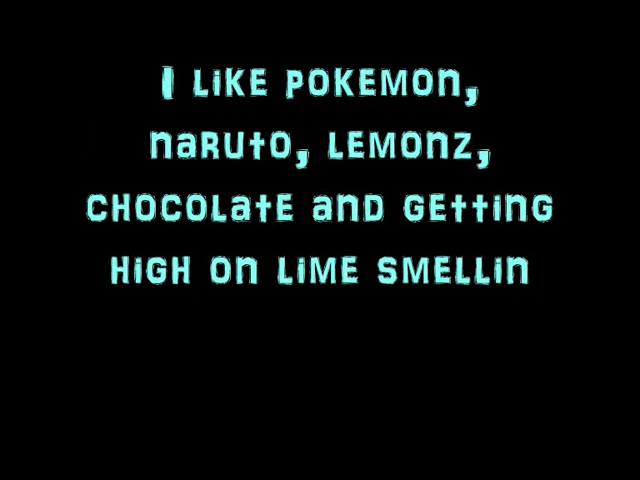 I like pokemon,
naruto, lemonz,
chocolate and getting
high on lime smellin